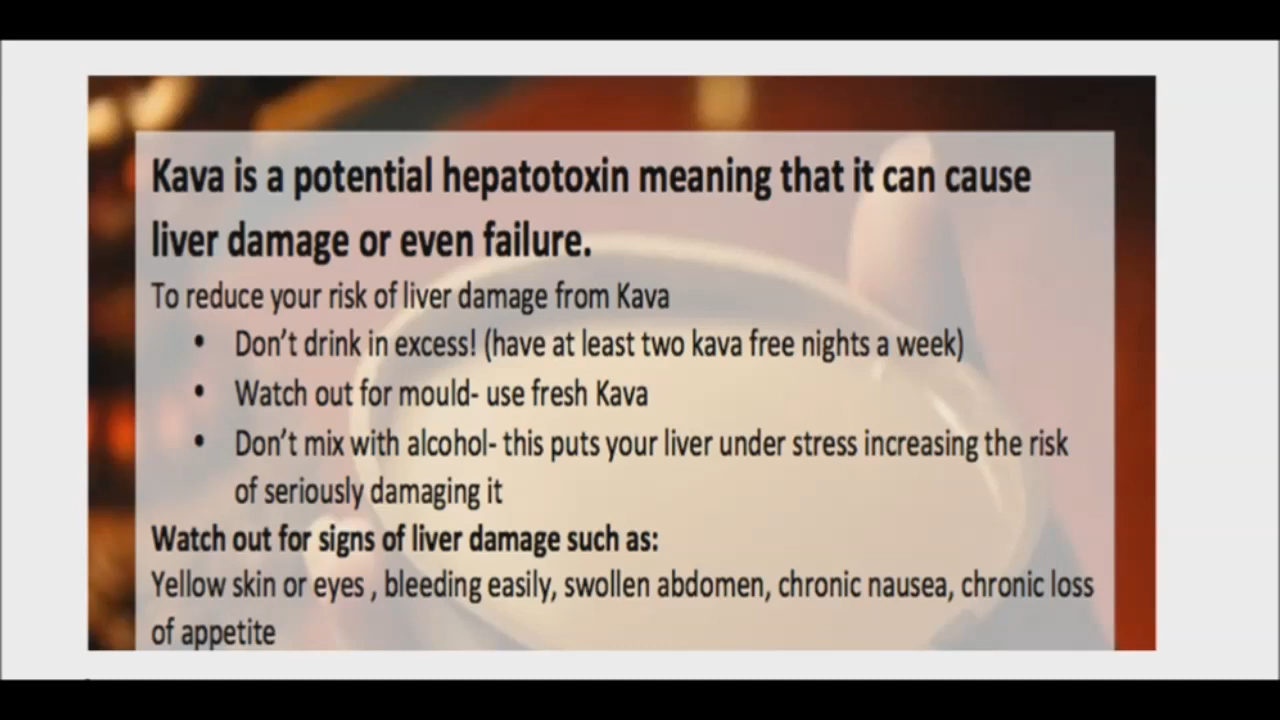 Kava is a potential hepatotoxin meaning that it can cause
liver damage or even failure.
To reduce your risk of liver damage from Kava
• Don't drink in excess! (have at least two kava free nights a week)
• Watch out for mould- use fresh Kava
• Don't mix with alcohol- this puts your liver under stress increasing the risk
of seriously damaging it
Watch out for signs of liver damage such as:
Yellow skin or eyes , bleeding easily, swollen abdomen, chronic nausea, chronic loss
of appetite